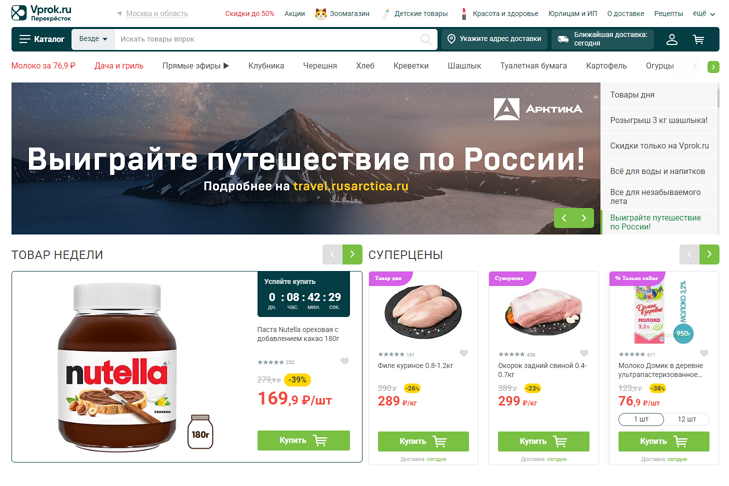 Vprok.ru
Перекрёсток
Москва и область
Скидки до 50%
Акции
Зоомагазин
Детские товары
Красота и здоровье
Юрлицам и ИП
О доставке
Рецепты
ещё
Каталог
Везде
Искать товары впрок
Укажите адрес доставки
Ближайшая доставка:
сегодня
Молоко за 76,9 ₽
Дача и гриль
Прямые эфиры
Клубника
Черешня
Хлеб
Креветки
Шашлык
Туалетная бумага
Картофель
Огурцы
АРКТИКА
Выиграйте путешествие по России!
Подробнее на travel.rusarctica.ru
Товары дня
Розыгрыш 3 кг шашлыка!
Скидки только на Vprok.ru
Всё для воды и напитков
Все для незабываемого
лета
Выиграйте путешествие
по России!
ТОВАР НЕДЕЛИ
nutella
FERRERO
180г
Успейте купить
0 : 08 : 42 : 29
дн. час. мин. сек.
Паста Nutella ореховая с
добавлением какао 180г
232
279,9 ₽ -39%
169,9 ₽/шт
Купить
СУПЕРЦЕНЫ
Товар дня
181
Филе куриное 0.8-1.2кг
390 ₽ -26%
289 ₽/кг
Купить
Доставка сегодня
Суперцена
458
Окорок задний свиной 0.4-
0.7кг
389 ₽ -23%
299 ₽/кг
Купить
Доставка сегодня
% Только online
Домик
в деревне
МОЛОКО
3,2%
МОЛОКО 3,2%
950г
811
Молоко Домик в деревне
ультрапастеризованное...
123,9 ₽ -38%
76,9 ₽/шт
1 шт
12 шт
Купить
Доставка сегодня